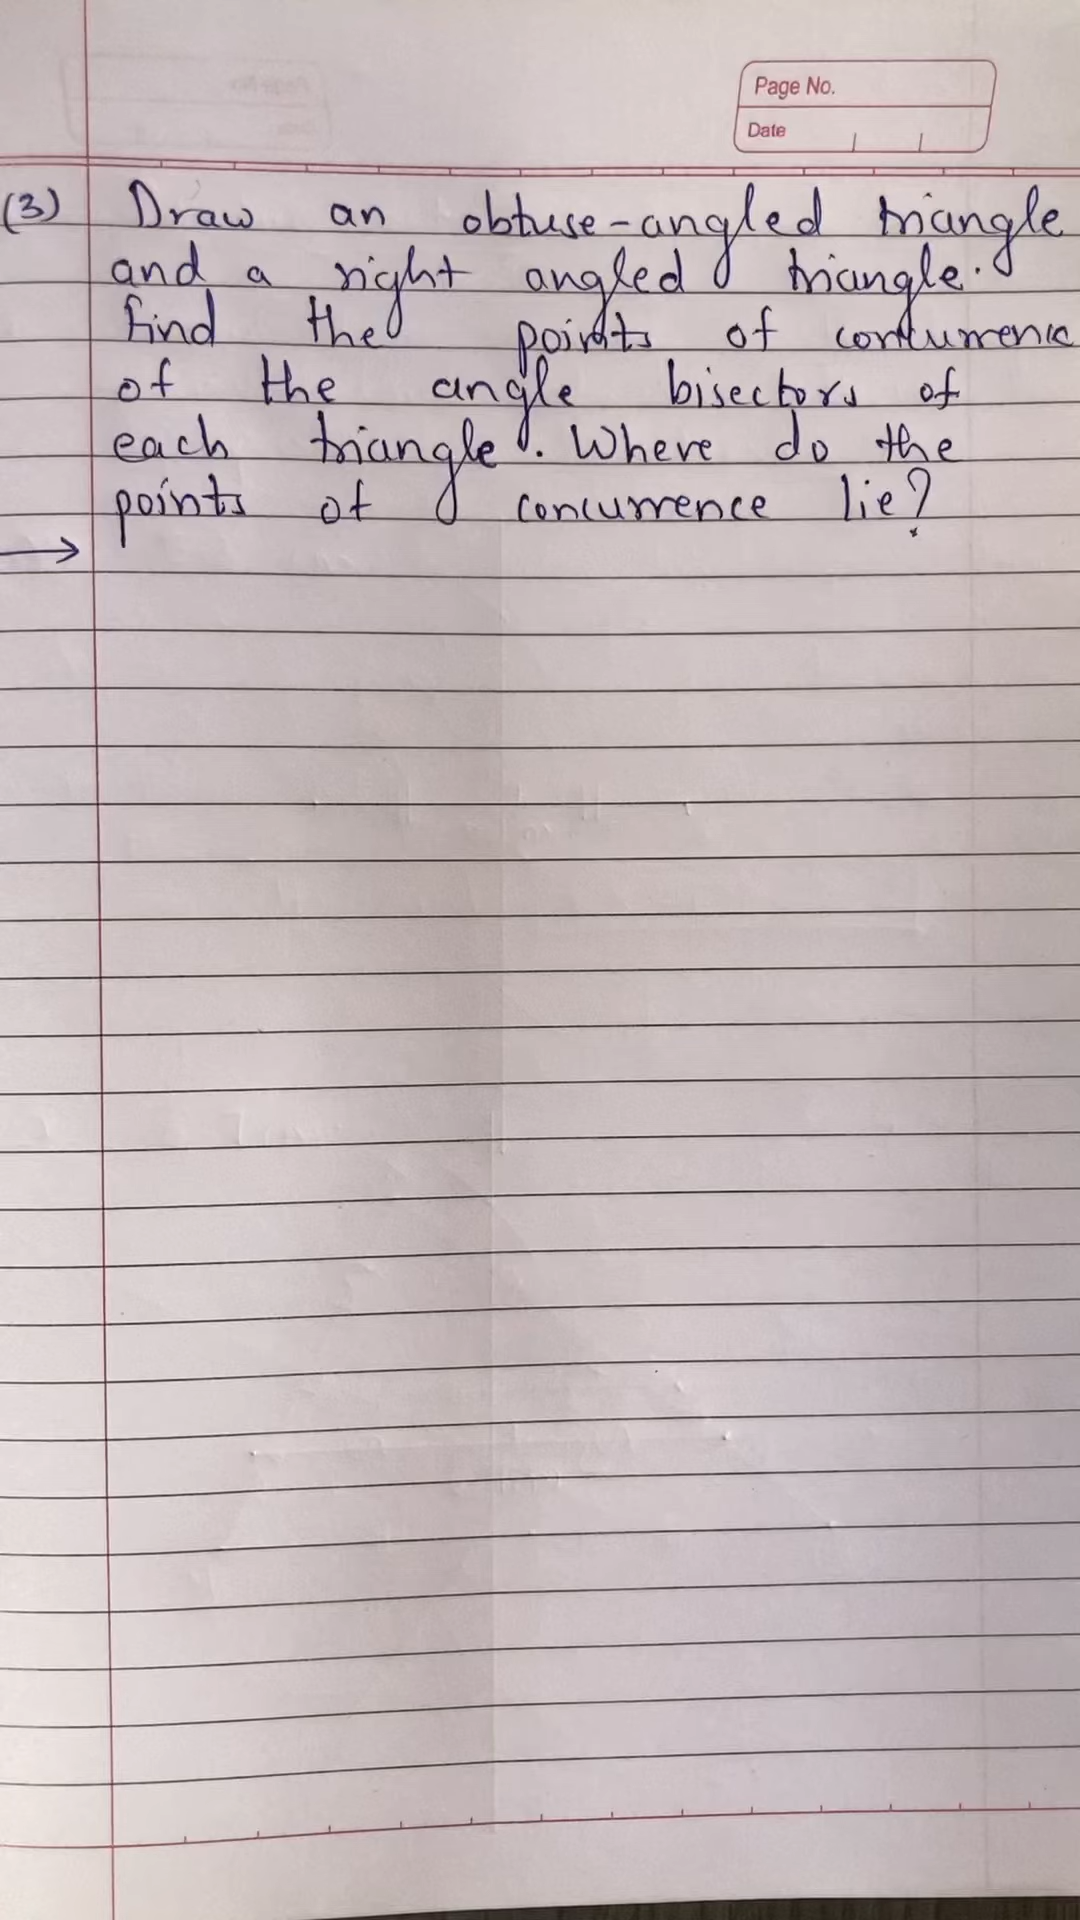 Page No.
Date
(3) Draw an obtuse-angled triangle
and a right angled triangle.
find the points of concurrenc
of the angle bisectors of
each triangle. Where do the
points of concurrence lie?
→